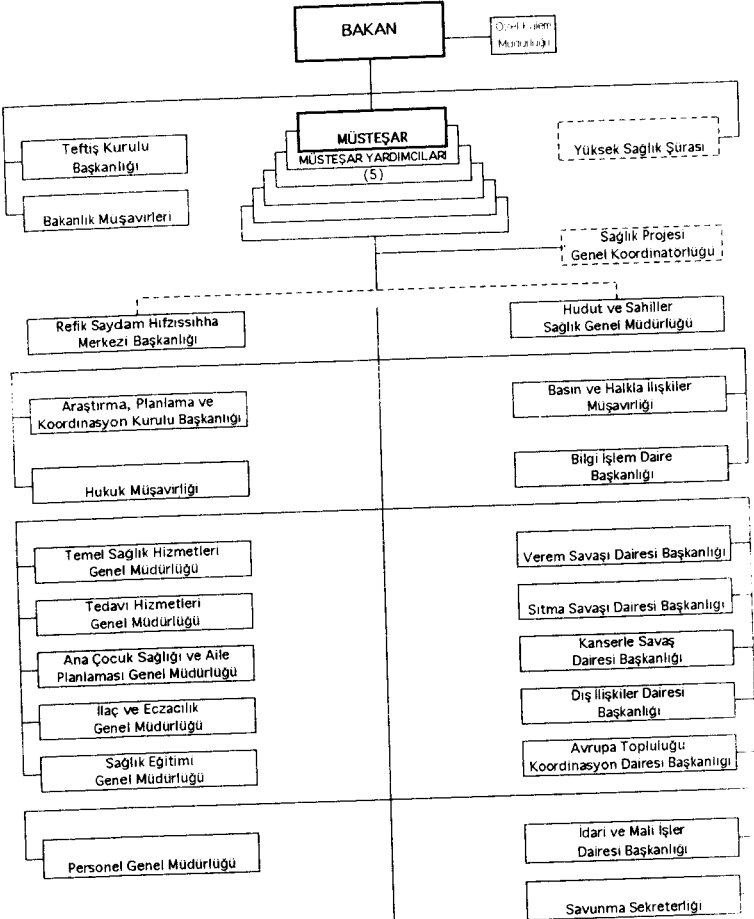 BAKAN
Özel Kalem
Müdürlüğü
MÜSTEŞAR
MÜSTEŞAR YARDIMCILARI
(5)
Teftiş Kurulu
Başkanlığı
Bakanlık Muşavirleri
Yüksek Sağlık Şûrası
Sağlık Projesi
Genel Koordinatörlüğü
Refik Saydam Hıfzıssıhha
Merkezi Başkanlığı
Hudut ve Sahiller
Sağlık Genel Müdürlüğü
Araştırma, Planlama ve
Koordinasyon Kurulu Başkanlığı
Hukuk Müşavirliği
Basın ve Halkla İlişkiler
Müşavirliği
Bilgi İşlem Daire
Başkanlığı
Temel Sağlık Hizmetleri
Genel Müdürlüğü
Tedavi Hizmetleri
Genel Müdürlüğü
Ana Çocuk Sağlığı ve Aile
Planlaması Genel Müdürlüğü
İlaç ve Eczacılık
Genel Müdürlüğü
Sağlık Eğitimi
Genel Müdürlüğü
Verem Savaşı Dairesi Başkanlığı
Sıtma Savaşı Dairesi Başkanlığı
Kanserle Savaş
Dairesi Başkanlığı
Dış İlişkiler Dairesi
Başkanlığı
Avrupa Topluluğu
Koordinasyon Dairesi Başkanlığı
Personel Genel Müdürlüğü
İdari ve Mali İşler
Dairesi Başkanlığı
Savunma Sekreterliği